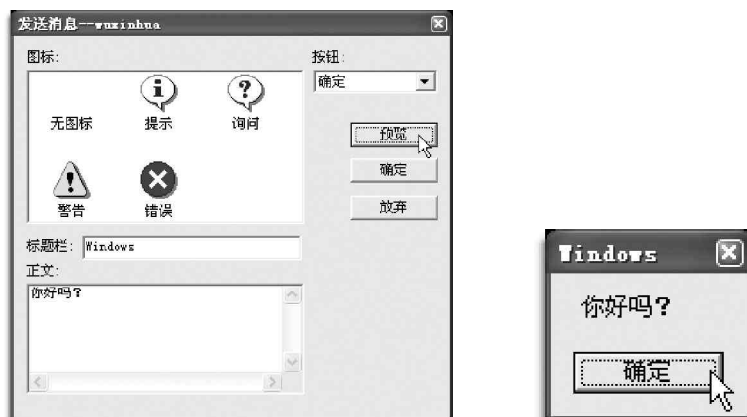 发送消息--wuxinhua
图标:
按钮:
确定
无图标
提示
询问
预览
警告
错误
确定
放弃
标题栏: Windows
正文:
你好吗?
Windows
你好吗?
确定